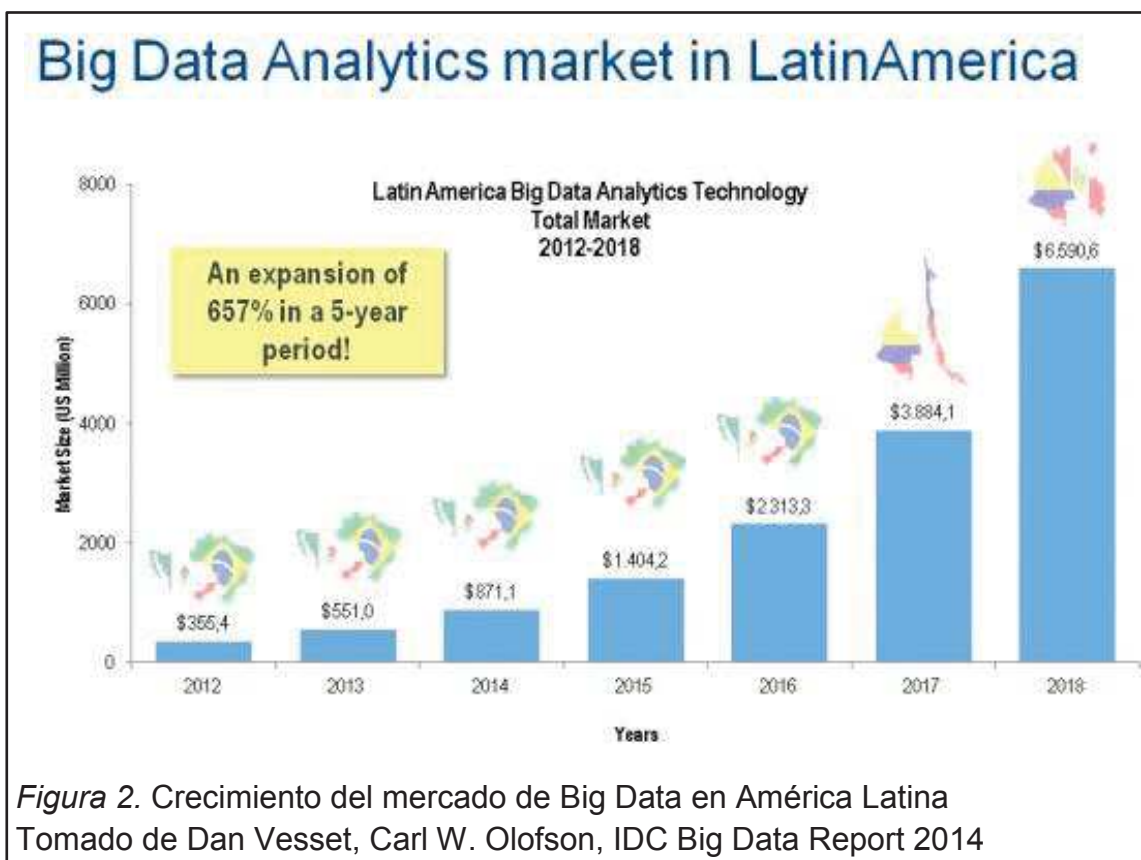 Big Data Analytics market in LatinAmerica
Latin America Big Data Analytics Technology
Total Market
2012-2018
An expansion of
657% in a 5-year
period!
Market Size (US Million)
8000
6000
4000
2000
0
$355,4
$551,0
$871,1
$1.404,2
$2.313,3
$3.884,1
$6.590,6
2012
2013
2014
2015
2016
2017
2018
Years
Figura 2. Crecimiento del mercado de Big Data en América Latina
Tomado de Dan Vesset, Carl W. Olofson, IDC Big Data Report 2014